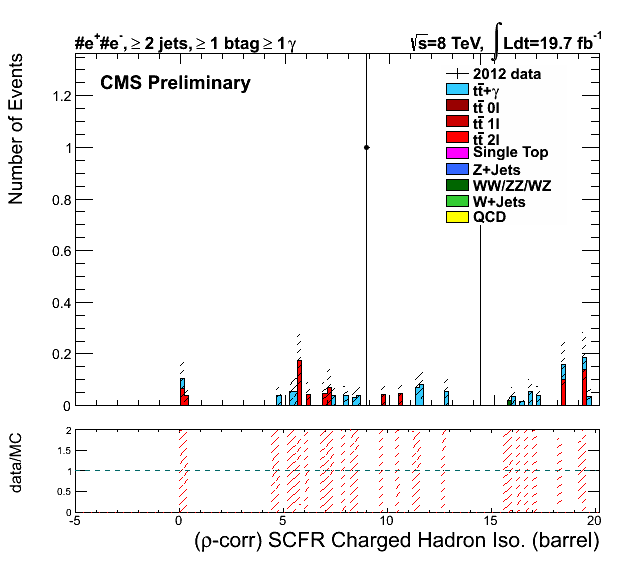 #e⁺#e⁻, ≥ 2 jets, ≥ 1 btag ≥ 1 γ
√s=8 TeV, ∫ Ldt=19.7 fb⁻¹
CMS Preliminary
2012 data
tt̄+γ
tt̄ 0l
tt̄ 1l
tt̄ 2l
Single Top
Z+Jets
WW/ZZ/WZ
W+Jets
QCD
Number of Events
1.2
1
0.8
0.6
0.4
0.2
0
data/MC
2
1.5
1
0.5
0
-5 0 5 10 15 20
(ρ-corr) SCFR Charged Hadron Iso. (barrel)